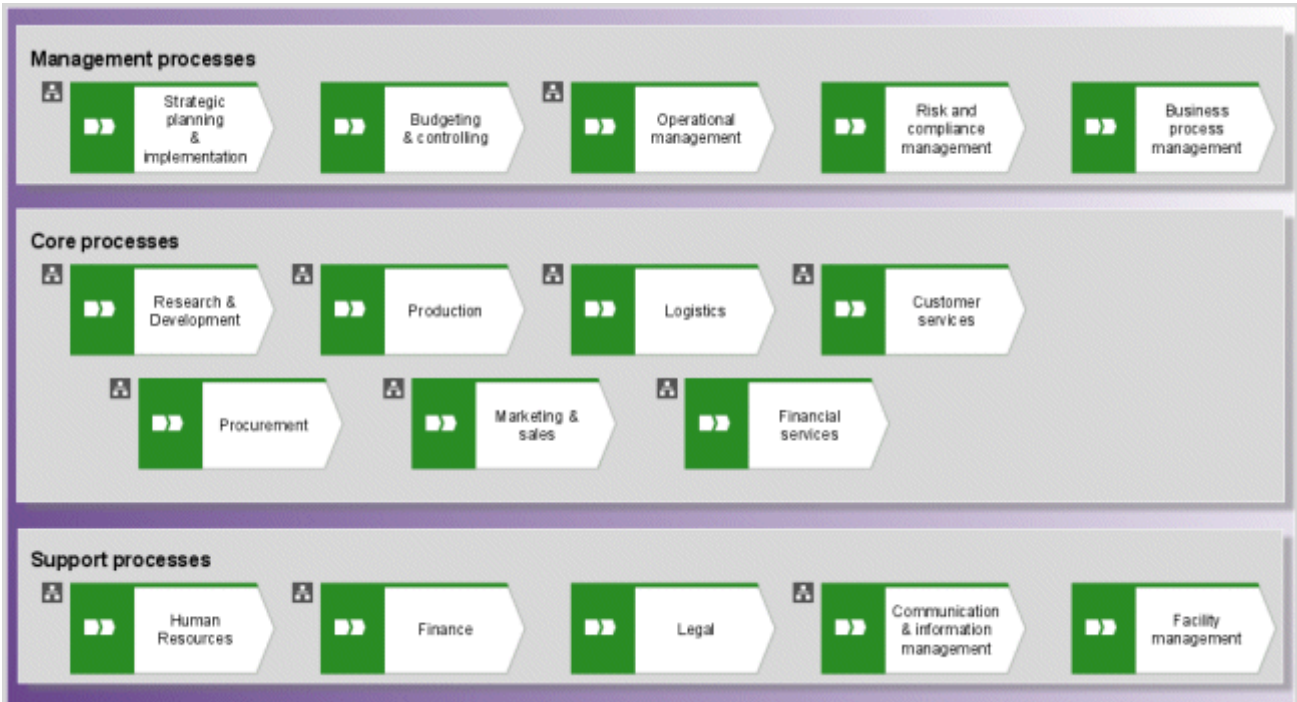 Management processes
Strategic
planning
&
implementation
Budgeting
& controlling
Operational
management
Risk and
compliance
management
Business
process
management
Core processes
Research &
Development
Production
Logistics
Customer
services
Procurement
Marketing &
sales
Financial
services
Support processes
Human
Resources
Finance
Legal
Communication
& information
management
Facility
management